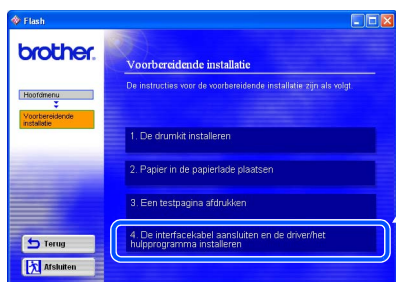 Flash
brother.
Hoofdmenu
Voorbereidende
installatie
Voorbereidende installatie
De instructies voor de voorbereidende installatie zijn als volgt.
1. De drumkit installeren
2. Papier in de papierlade plaatsen
3. Een testpagina afdrukken
4. De interfacekabel aansluiten en de driver/het
hulpprogramma installeren
Terug
Afsluiten